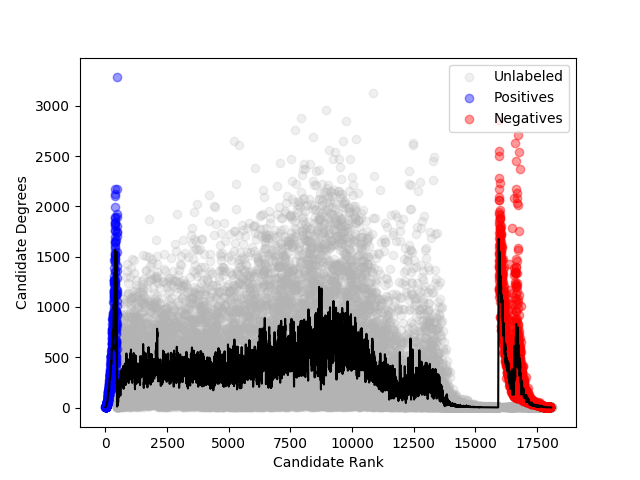 Unlabeled
Positives
Negatives
Candidate Degrees
3000
2500
2000
1500
1000
500
0
0 2500 5000 7500 10000 12500 15000 17500
Candidate Rank